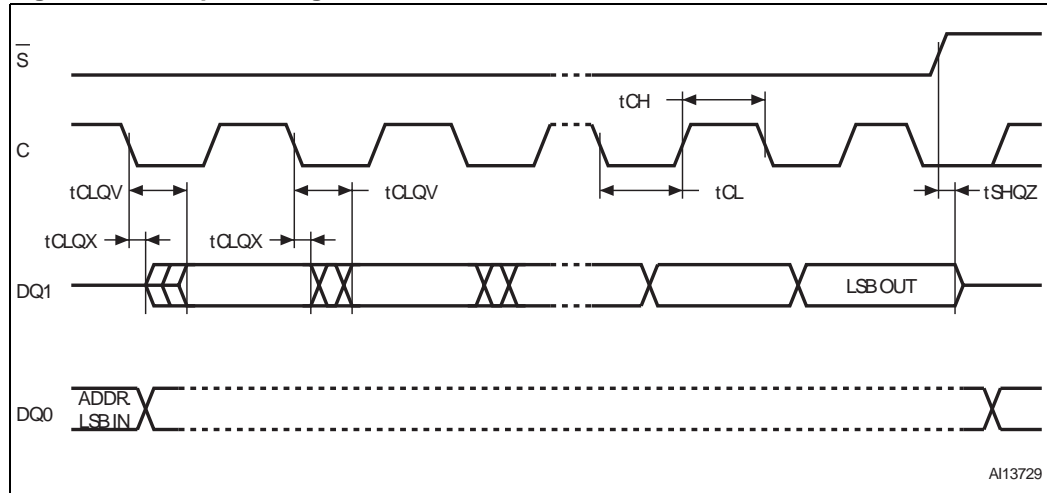 S
tCH
C
tCLQV
tCLQV
tCL
tSHQZ
tCLQX
tCLQX
DQ1
LSB OUT
ADDR.
LSB IN
DQ0
AI13729